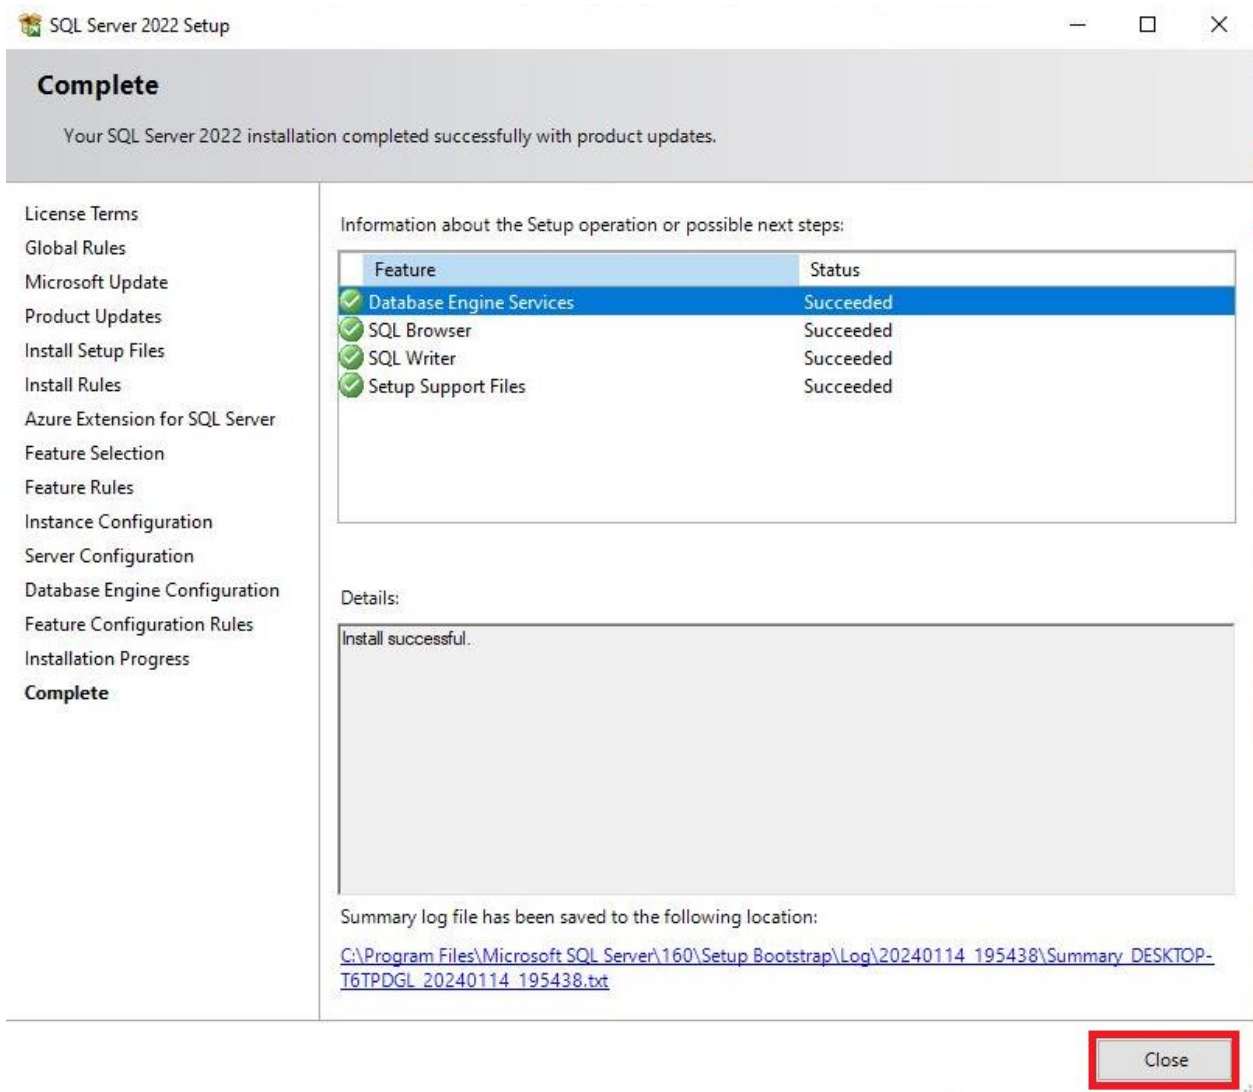 SQL Server 2022 Setup
Complete
Your SQL Server 2022 installation completed successfully with product updates.
License Terms
Global Rules
Microsoft Update
Product Updates
Install Setup Files
Install Rules
Azure Extension for SQL Server
Feature Selection
Feature Rules
Instance Configuration
Server Configuration
Database Engine Configuration
Feature Configuration Rules
Installation Progress
Complete
Information about the Setup operation or possible next steps:
Feature Status
Database Engine Services Succeeded
SQL Browser Succeeded
SQL Writer Succeeded
Setup Support Files Succeeded
Details:
Install successful.
Summary log file has been saved to the following location:
C:\Program Files\Microsoft SQL Server\160\Setup Bootstrap\Log\20240114_195438\Summary_DESKTOP-
T6TPDGL_20240114_195438.txt
Close